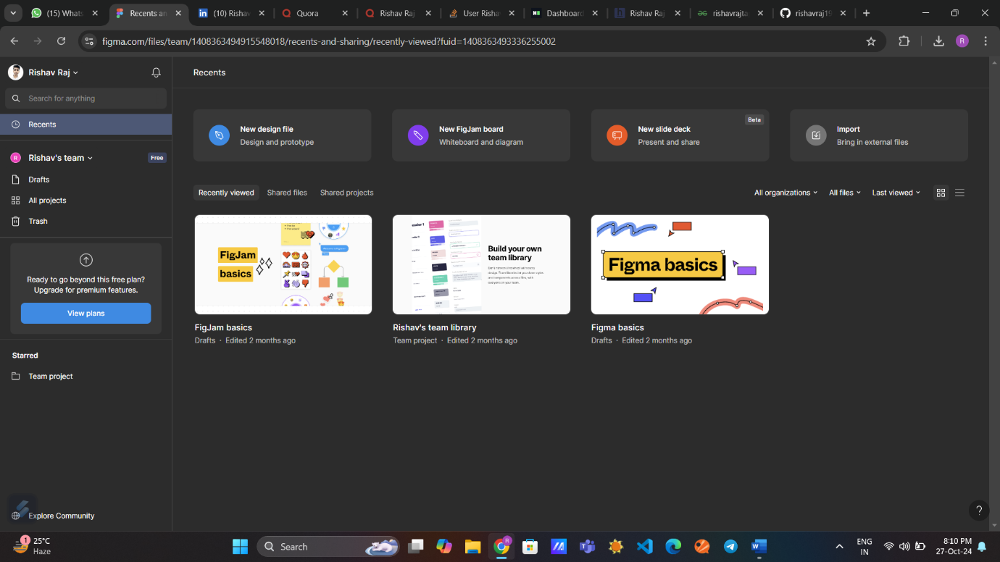 (15) Whats
Recents an
(10) Rishav
Quora
Rishav Raj
User Risha
Dashboard
Rishav Raj
rishavrajta
rishavraj19
figma.com/files/team/1408363494915548018/recents-and-sharing/recently-viewed?fuid=1408363493336255002
R
Rishav Raj
Search for anything
Recents
R Rishav's team Free
Drafts
All projects
Trash
Ready to go beyond this free plan?
Upgrade for premium features.
View plans
Starred
Team project
Explore Community
Recents
New design file
Design and prototype
New FigJam board
Whiteboard and diagram
Beta
New slide deck
Present and share
Import
Bring in external files
Recently viewed Shared files Shared projects
All organizations All files Last viewed
FigJam
basics
FigJam basics
Drafts · Edited 2 months ago
eader 1
Build your own
team library
Rishav's team library
Team project · Edited 2 months ago
Figma basics
Figma basics
Drafts · Edited 2 months ago
?
1
25°C
Haze
Search
R
ENG
IN
8:10 PM
27-Oct-24